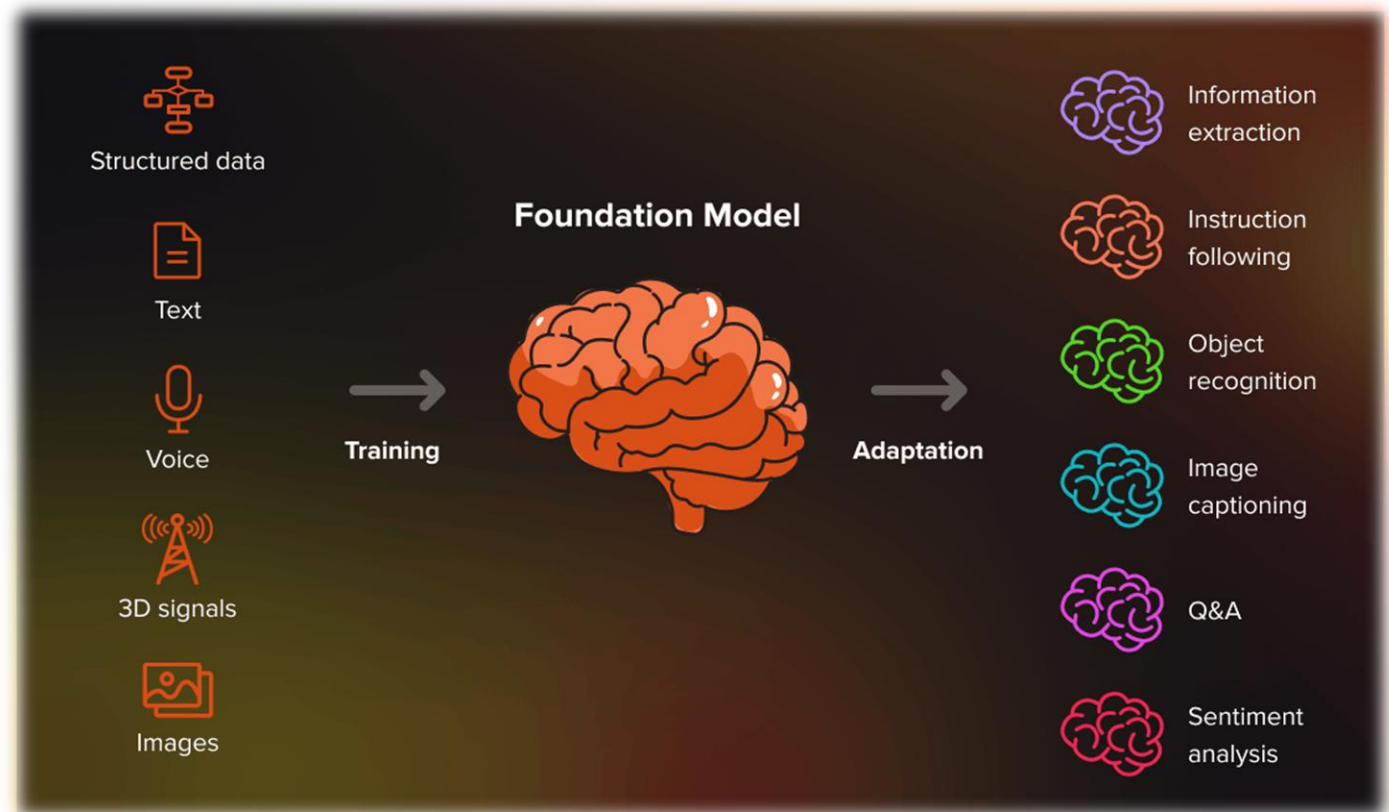 Structured data
Text
Voice
3D signals
Images
Training
Foundation Model
Adaptation
Information
extraction
Instruction
following
Object
recognition
Image
captioning
Q&A
Sentiment
analysis